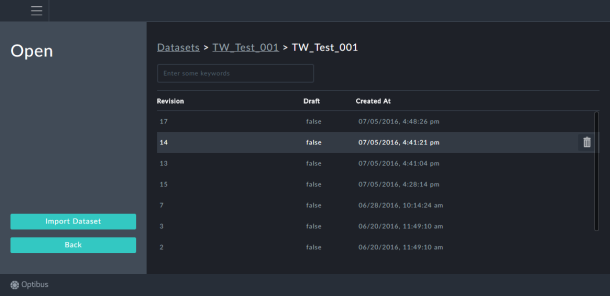 Open
Datasets > TW_Test_001 > TW_Test_001
Enter some keywords
Revision Draft Created At
17 false 07/05/2016, 4:48:26 pm
14 false 07/05/2016, 4:41:21 pm
13 false 07/05/2016, 4:41:04 pm
15 false 07/05/2016, 4:28:14 pm
7 false 06/28/2016, 10:14:24 am
3 false 06/20/2016, 11:49:10 am
2 false 06/20/2016, 11:49:10 am
Import Dataset
Back
Optibus